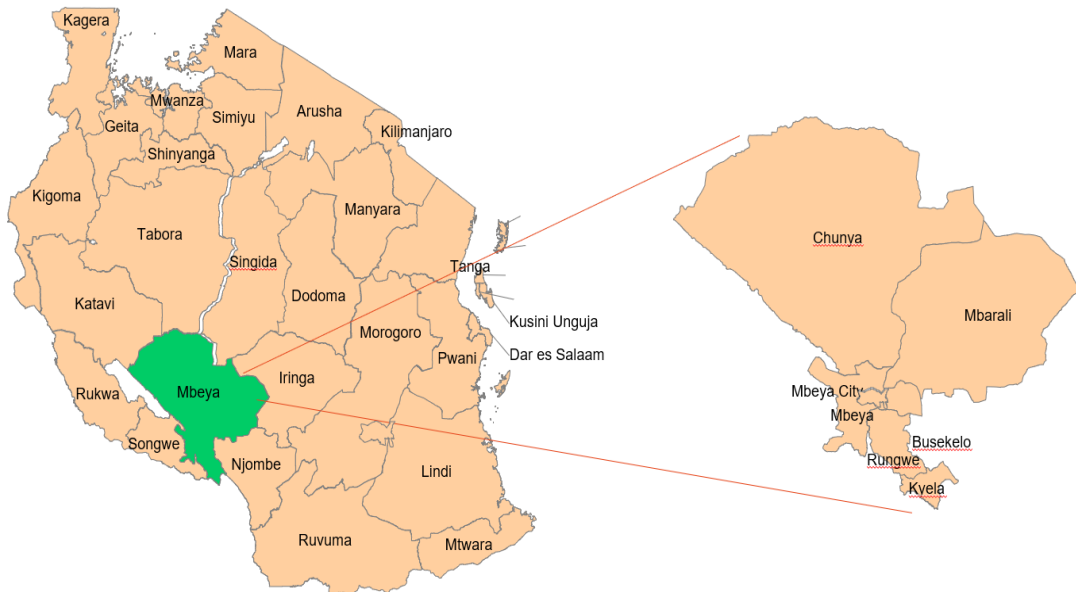 Kagera
Mara
Mwanza
Simiyu
Arusha
Geita
Kilimanjaro
Shinyanga
Kigoma
Manyara
Tabora
Singida
Tanga
Dodoma
Katavi
Kusini Unguja
Morogoro
Dar es Salaam
Pwani
Iringa
Mbeya
Rukwa
Songwe
Njombe
Lindi
Ruvuma
Mtwara
Chunya
Mbarali
Mbeya City
Mbeya
Busekelo
Rungwe
Kyela